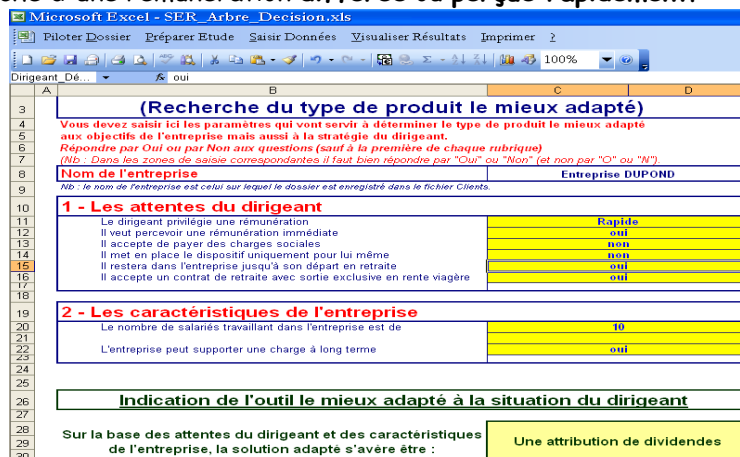 Microsoft Excel - SER_Arbre_Decision.xls
Piloter Dossier Préparer Etude Saisir Données Visualiser Résultats Imprimer ?
100%
Dirigeant_Dé... fx oui
A B C D
3 (Recherche du type de produit le mieux adapté)
4 Vous devez saisir ici les paramètres qui vont servir à déterminer le type de produit le mieux adapté
5 aux objectifs de l'entreprise mais aussi à la stratégie du dirigeant.
6 Répondre par Oui ou par Non aux questions (sauf à la première de chaque rubrique)
7 (Nb : Dans les zones de saisie correspondantes il faut bien répondre par "Oui" ou "Non" (et non par "O" ou "N").
8 Nom de l'entreprise Entreprise DUPOND
9 Nb : le nom de l'entreprise est celui sur lequel le dossier est enregistré dans le fichier Clients.
10 1 - Les attentes du dirigeant
11 Le dirigeant privilégie une rémunération Rapide
12 Il veut percevoir une rémunération immédiate oui
13 Il accepte de payer des charges sociales non
14 Il met en place le dispositif uniquement pour lui même non
15 Il restera dans l'entreprise jusqu'à son départ en retraite oui
16 Il accepte un contrat de retraite avec sortie exclusive en rente viagère oui
17
18
19 2 - Les caractéristiques de l'entreprise
20 Le nombre de salariés travaillant dans l'entreprise est de 10
21
22 L'entreprise peut supporter une charge à long terme oui
23
24
25
26 Indication de l'outil le mieux adapté à la situation du dirigeant
27
28 Sur la base des attentes du dirigeant et des caractéristiques
29 de l'entreprise, la solution adapté s'avère être : Une attribution de dividendes